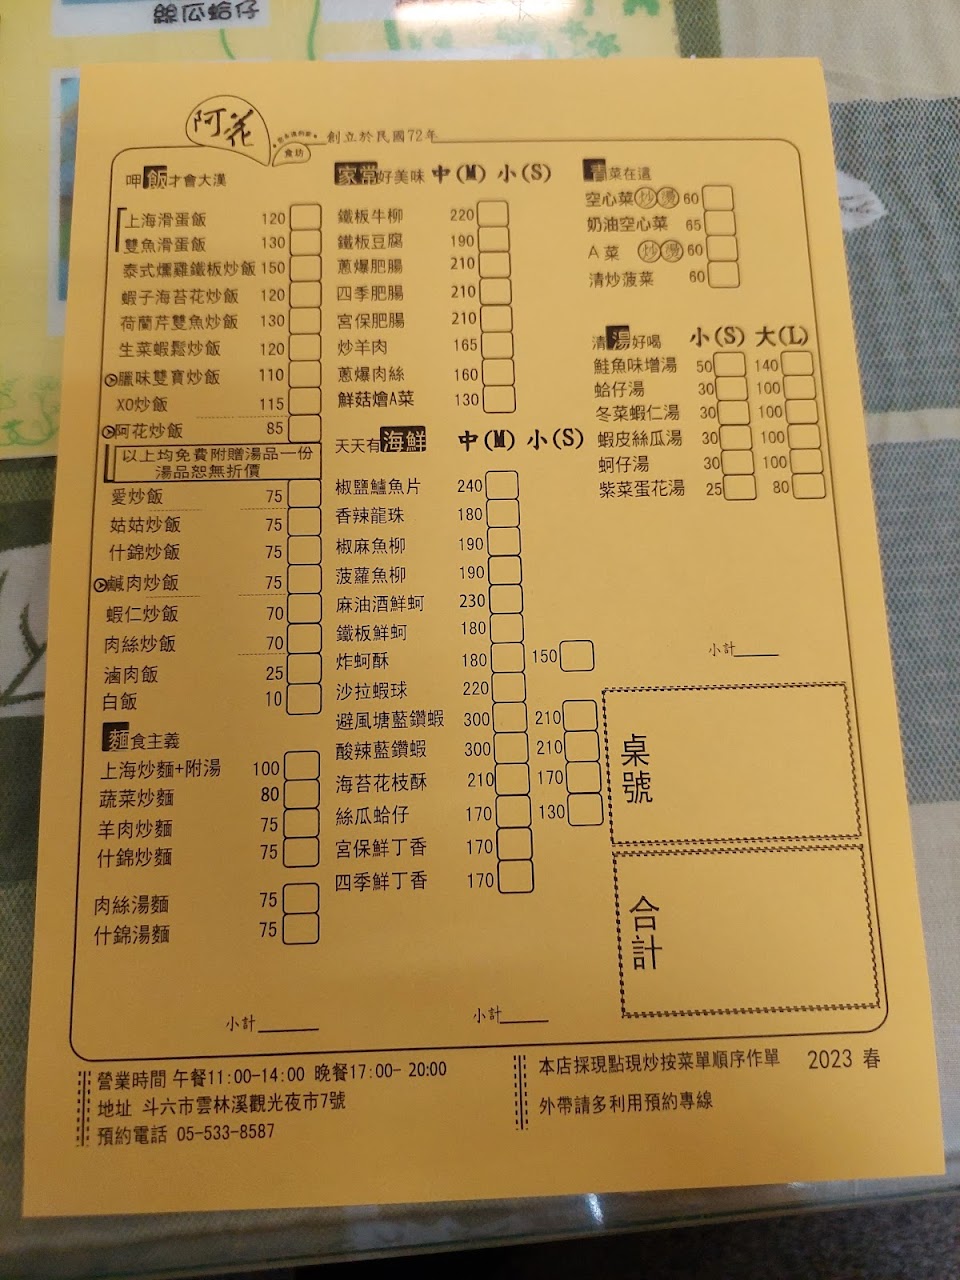 絲瓜蛤仔
阿花
食坊
創立於民國72年
呷飯才會大漢
上海滑蛋飯 120
雙魚滑蛋飯 130
泰式燻雞鐵板炒飯 150
蝦子海苔花炒飯 120
荷蘭芹雙魚炒飯 130
生菜蝦鬆炒飯 120
臘味雙寶炒飯 110
XO炒飯 115
阿花炒飯 85
以上均免費附贈湯品一份
湯品恕無折價
愛炒飯 75
姑姑炒飯 75
什錦炒飯 75
鹹肉炒飯 75
蝦仁炒飯 70
肉絲炒飯 70
滷肉飯 25
白飯 10
麵食主義
上海炒麵+附湯 100
蔬菜炒麵 80
羊肉炒麵 75
什錦炒麵 75
肉絲湯麵 75
什錦湯麵 75
小計
家常好美味 中(M) 小(S)
鐵板牛柳 220
鐵板豆腐 190
蔥爆肥腸 210
四季肥腸 210
宮保肥腸 210
炒羊肉 165
蔥爆肉絲 160
鮮菇燴A菜 130
天天有海鮮 中(M) 小(S)
椒鹽鱸魚片 240
香辣龍珠 180
椒麻魚柳 190
菠蘿魚柳 190
麻油酒鮮蚵 230
鐵板鮮蚵 180
炸蚵酥 180 150
沙拉蝦球 220
避風塘藍鑽蝦 300 210
酸辣藍鑽蝦 300 210
海苔花枝酥 210 170
絲瓜蛤仔 170 130
宮保鮮丁香 170
四季鮮丁香 170
小計
青菜在這
空心菜 炒 燙 60
奶油空心菜 65
A菜 炒 燙 60
清炒菠菜 60
清湯好喝 小(S) 大(L)
鮭魚味增湯 50 140
蛤仔湯 30 100
冬菜蝦仁湯 30 100
蝦皮絲瓜湯 30 100
蚵仔湯 30 100
紫菜蛋花湯 25 80
小計
桌號
合計
營業時間 午餐11:00-14:00 晚餐17:00- 20:00
地址 斗六市雲林溪觀光夜市7號
預約電話 05-533-8587
本店採現點現炒按菜單順序作單 2023 春
外帶請多利用預約專線